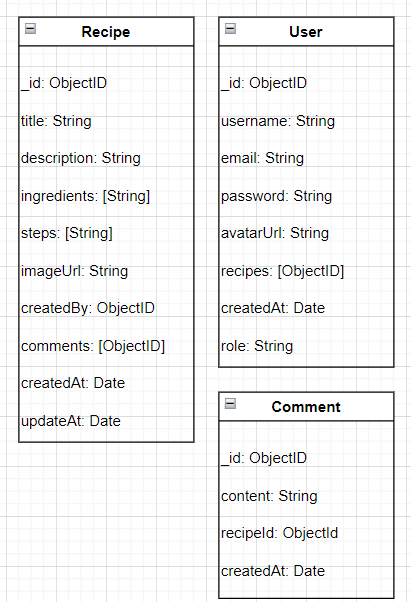 Recipe
_id: ObjectID
title: String
description: String
ingredients: [String]
steps: [String]
imageUrl: String
createdBy: ObjectID
comments: [ObjectID]
createdAt: Date
updateAt: Date
User
_id: ObjectID
username: String
email: String
password: String
avatarUrl: String
recipes: [ObjectID]
createdAt: Date
role: String
Comment
_id: ObjectID
content: String
recipeId: ObjectId
createdAt: Date